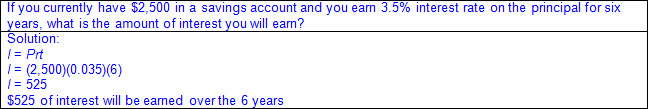 If you currently have $2,500 in a savings account and you earn 3.5% interest rate on the principal for six
years, what is the amount of interest you will earn?
Solution:
I = Prt
I = (2,500)(0.035)(6)
I = 525
$525 of interest will be earned over the 6 years